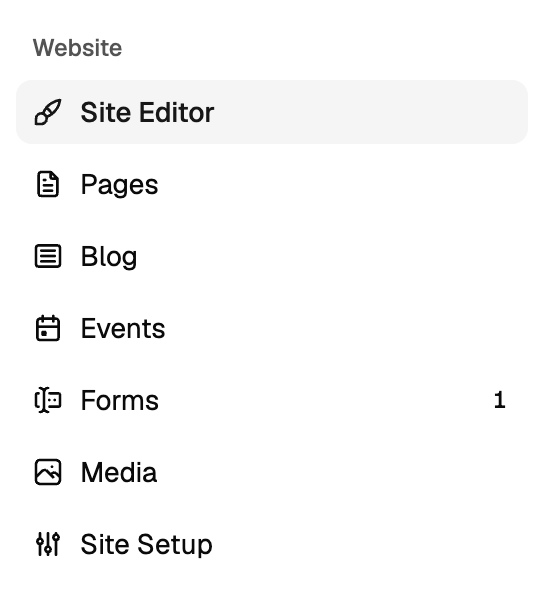 Website
Site Editor
Pages
Blog
Events
Forms 1
Media
Site Setup